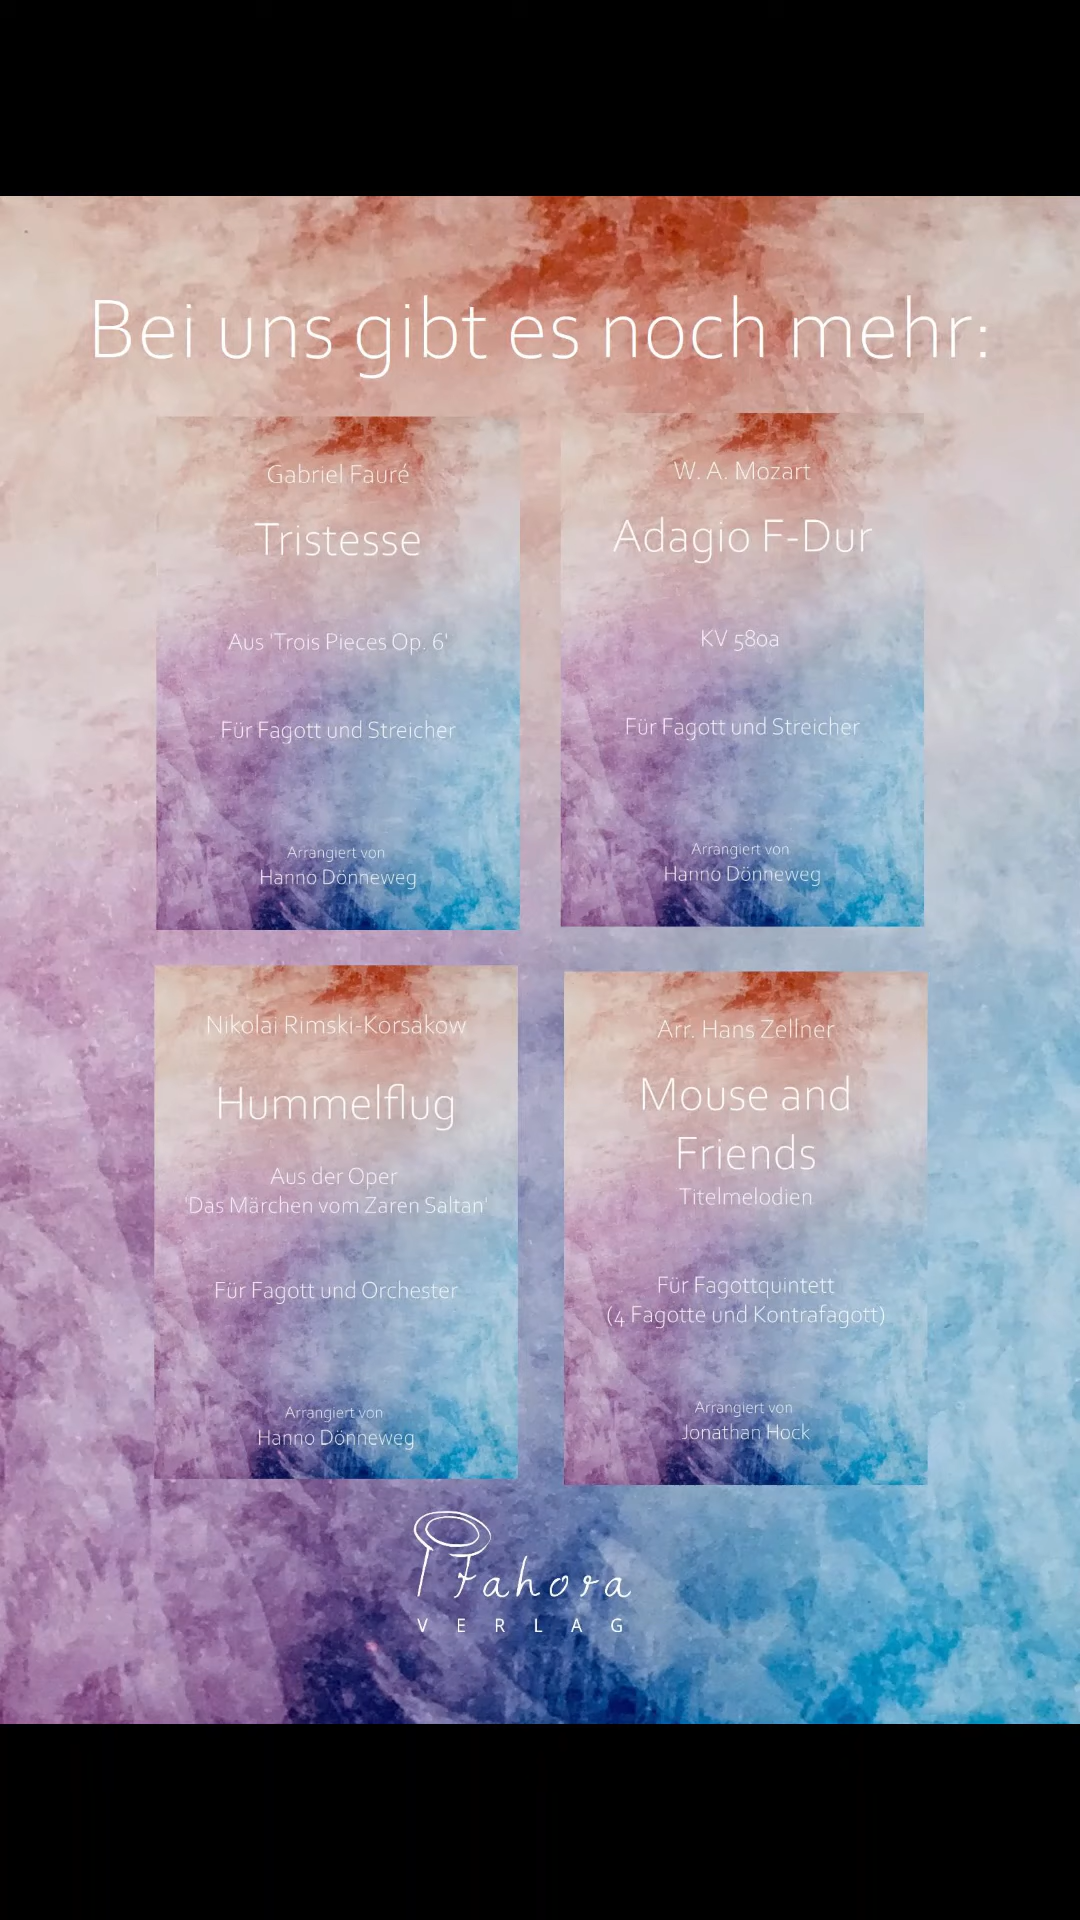 Bei uns gibt es noch mehr:
Gabriel Fauré
Tristesse
Aus 'Trois Pieces Op. 6'
Für Fagott und Streicher
Arrangiert von
Hanno Dönneweg
W. A. Mozart
Adagio F-Dur
KV 580a
Für Fagott und Streicher
Arrangiert von
Hanno Dönneweg
Nikolai Rimski-Korsakow
Hummelflug
Aus der Oper
'Das Märchen vom Zaren Saltan'
Für Fagott und Orchester
Arrangiert von
Hanno Dönneweg
Arr. Hans Zellner
Mouse and
Friends
Titelmelodien
Für Fagottquintett
(4 Fagotte und Kontrafagott)
Arrangiert von
Jonathan Hock
Fahora
VERLAG